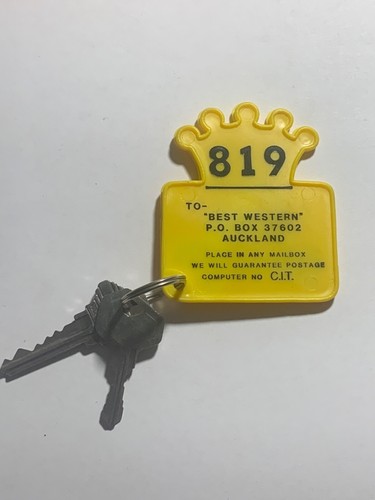 819
TO-
"BEST WESTERN"
P.O. BOX 37602
AUCKLAND
PLACE IN ANY MAILBOX
WE WILL GUARANTEE POSTAGE
COMPUTER NO C.I.T.